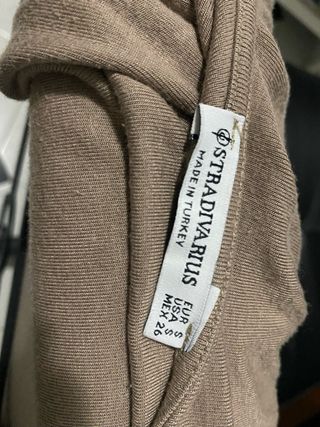 STRADIVARIUS
MADE IN TURKEY
EUR S
USA S
MEX 26